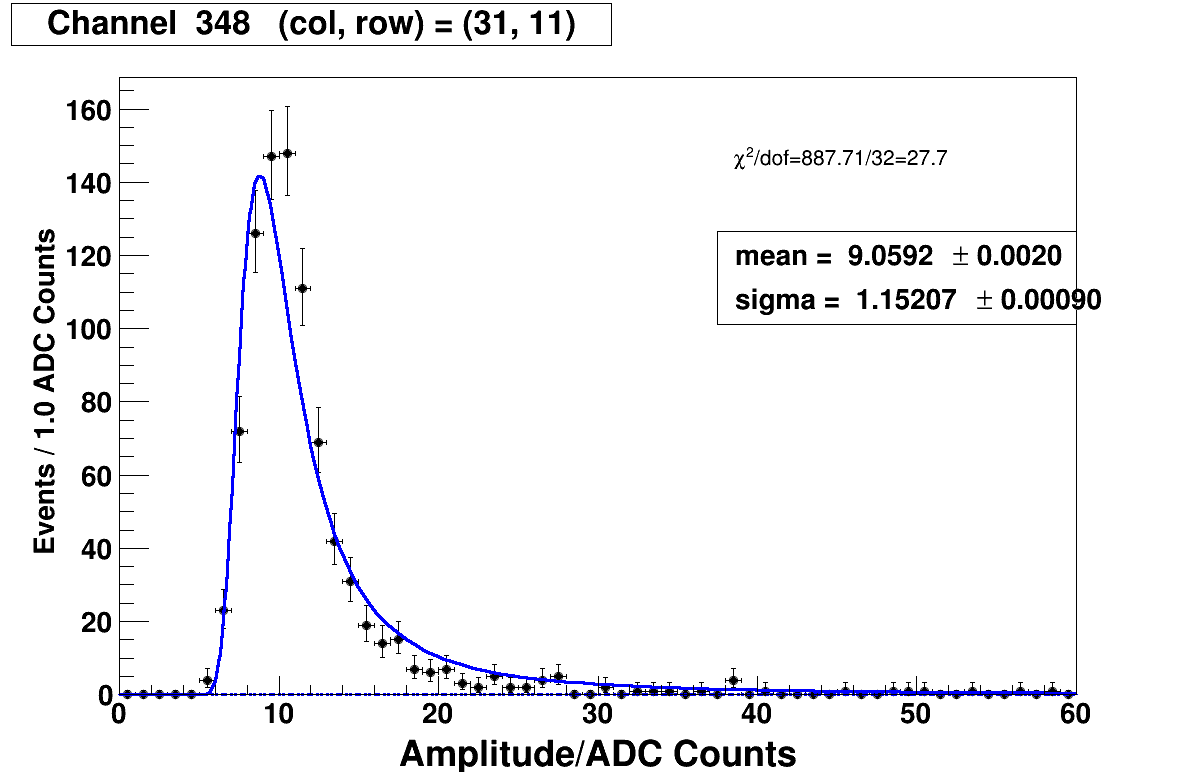 Channel 348 (col, row) = (31, 11)
χ²/dof=887.71/32=27.7
mean = 9.0592 ± 0.0020
sigma = 1.15207 ± 0.00090
Events / 1.0 ADC Counts
160
140
120
100
80
60
40
20
0
0 10 20 30 40 50 60
Amplitude/ADC Counts